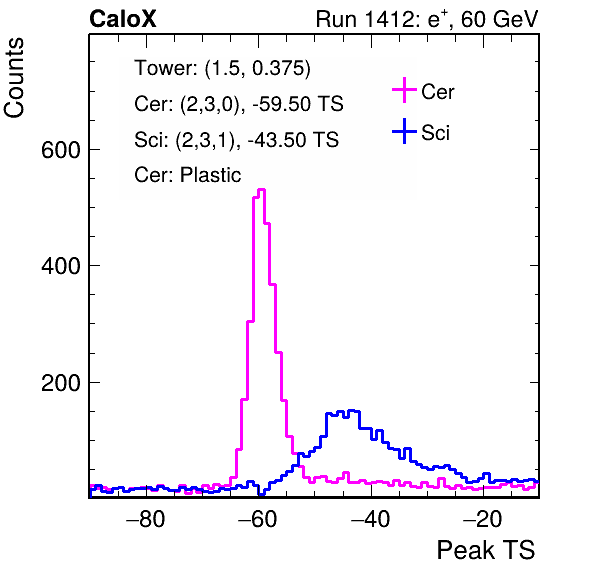 CaloX Run 1412: e⁺, 60 GeV
Counts
Tower: (1.5, 0.375)
Cer: (2,3,0), -59.50 TS
Sci: (2,3,1), -43.50 TS
Cer: Plastic
Cer
Sci
600
400
200
−80 −60 −40 −20
Peak TS